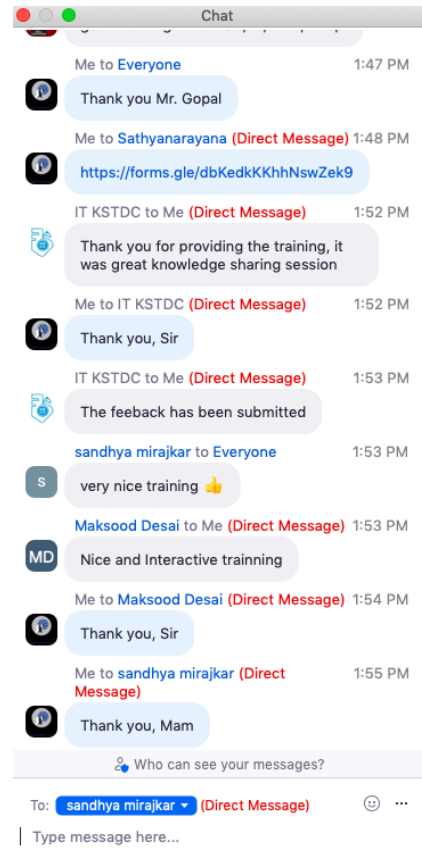 Chat
Me to Everyone 1:47 PM
Thank you Mr. Gopal
Me to Sathyanarayana (Direct Message) 1:48 PM
https://forms.gle/dbKedkKKhhNswZek9
IT KSTDC to Me (Direct Message) 1:52 PM
Thank you for providing the training, it
was great knowledge sharing session
Me to IT KSTDC (Direct Message) 1:52 PM
Thank you, Sir
IT KSTDC to Me (Direct Message) 1:53 PM
The feeback has been submitted
sandhya mirajkar to Everyone 1:53 PM
S
very nice training 👍
Maksood Desai to Me (Direct Message) 1:53 PM
MD
Nice and Interactive trainning
Me to Maksood Desai (Direct Message) 1:54 PM
Thank you, Sir
Me to sandhya mirajkar (Direct 1:55 PM
Message)
Thank you, Mam
Who can see your messages?
To: sandhya mirajkar (Direct Message)
Type message here...